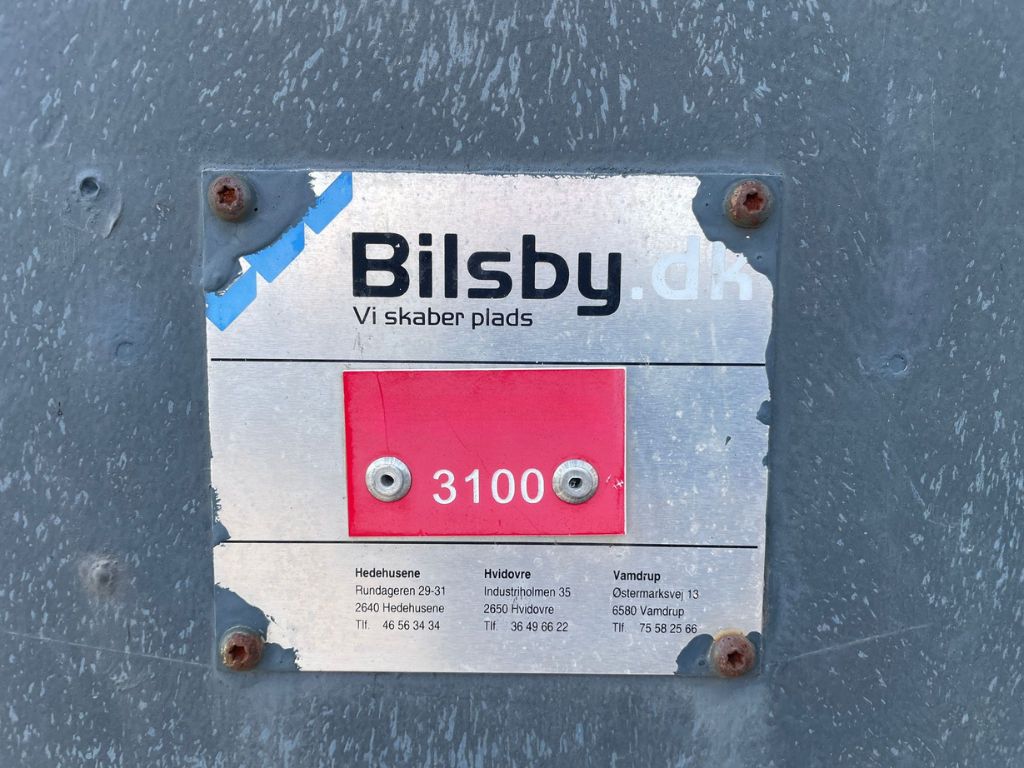 Bilsby.dk
Vi skaber plads
3100
Hedehusene
Rundageren 29-31
2640 Hedehusene
Tlf. 46 56 34 34
Hvidovre
Industriholmen 35
2650 Hvidovre
Tlf. 36 49 66 22
Vamdrup
Østermarksvej 13
6580 Vamdrup
Tlf. 75 58 25 66